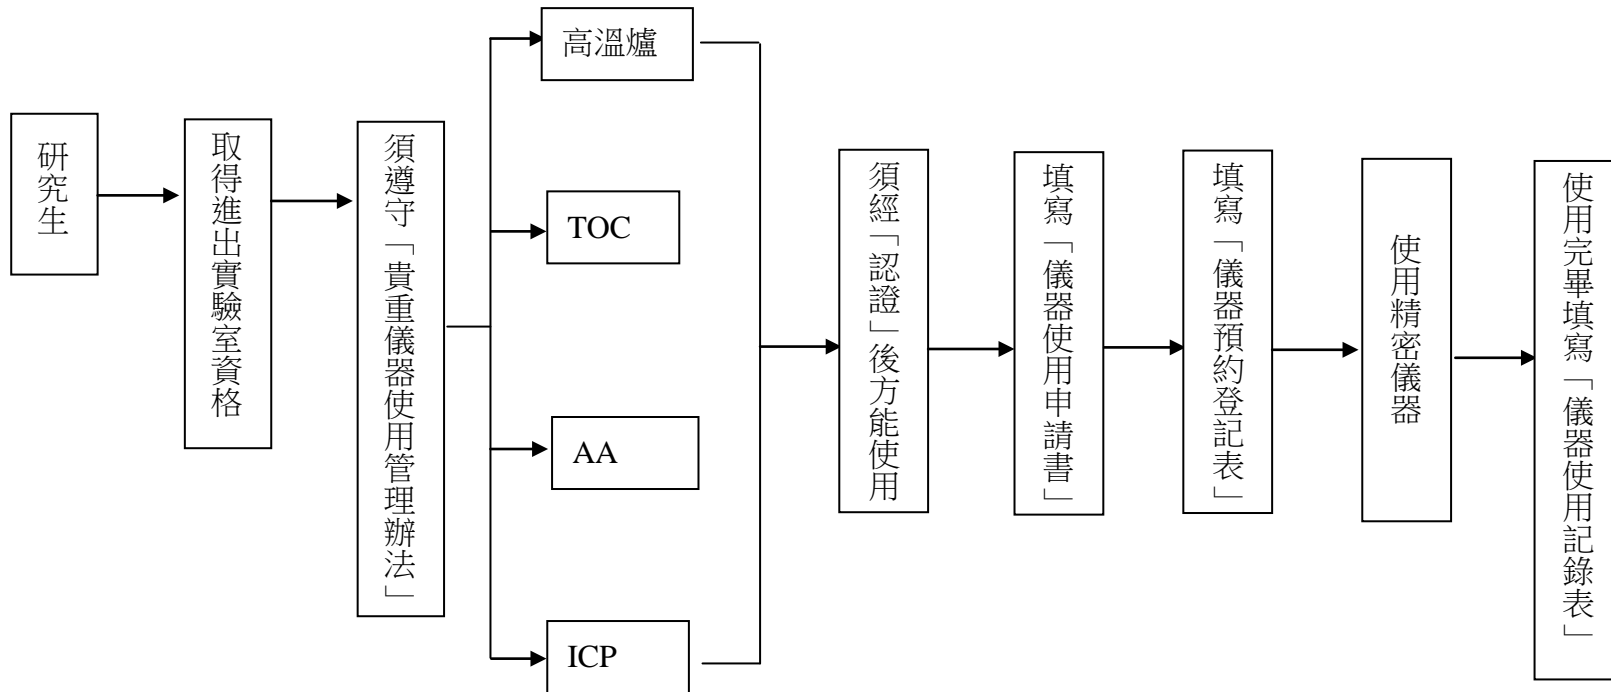 研究生
取得進出實驗室資格
須遵守「貴重儀器使用管理辦法」
高溫爐
TOC
AA
ICP
須經「認證」後方能使用
填寫「儀器使用申請書」
填寫「儀器預約登記表」
使用精密儀器
使用完畢填寫「儀器使用記錄表」